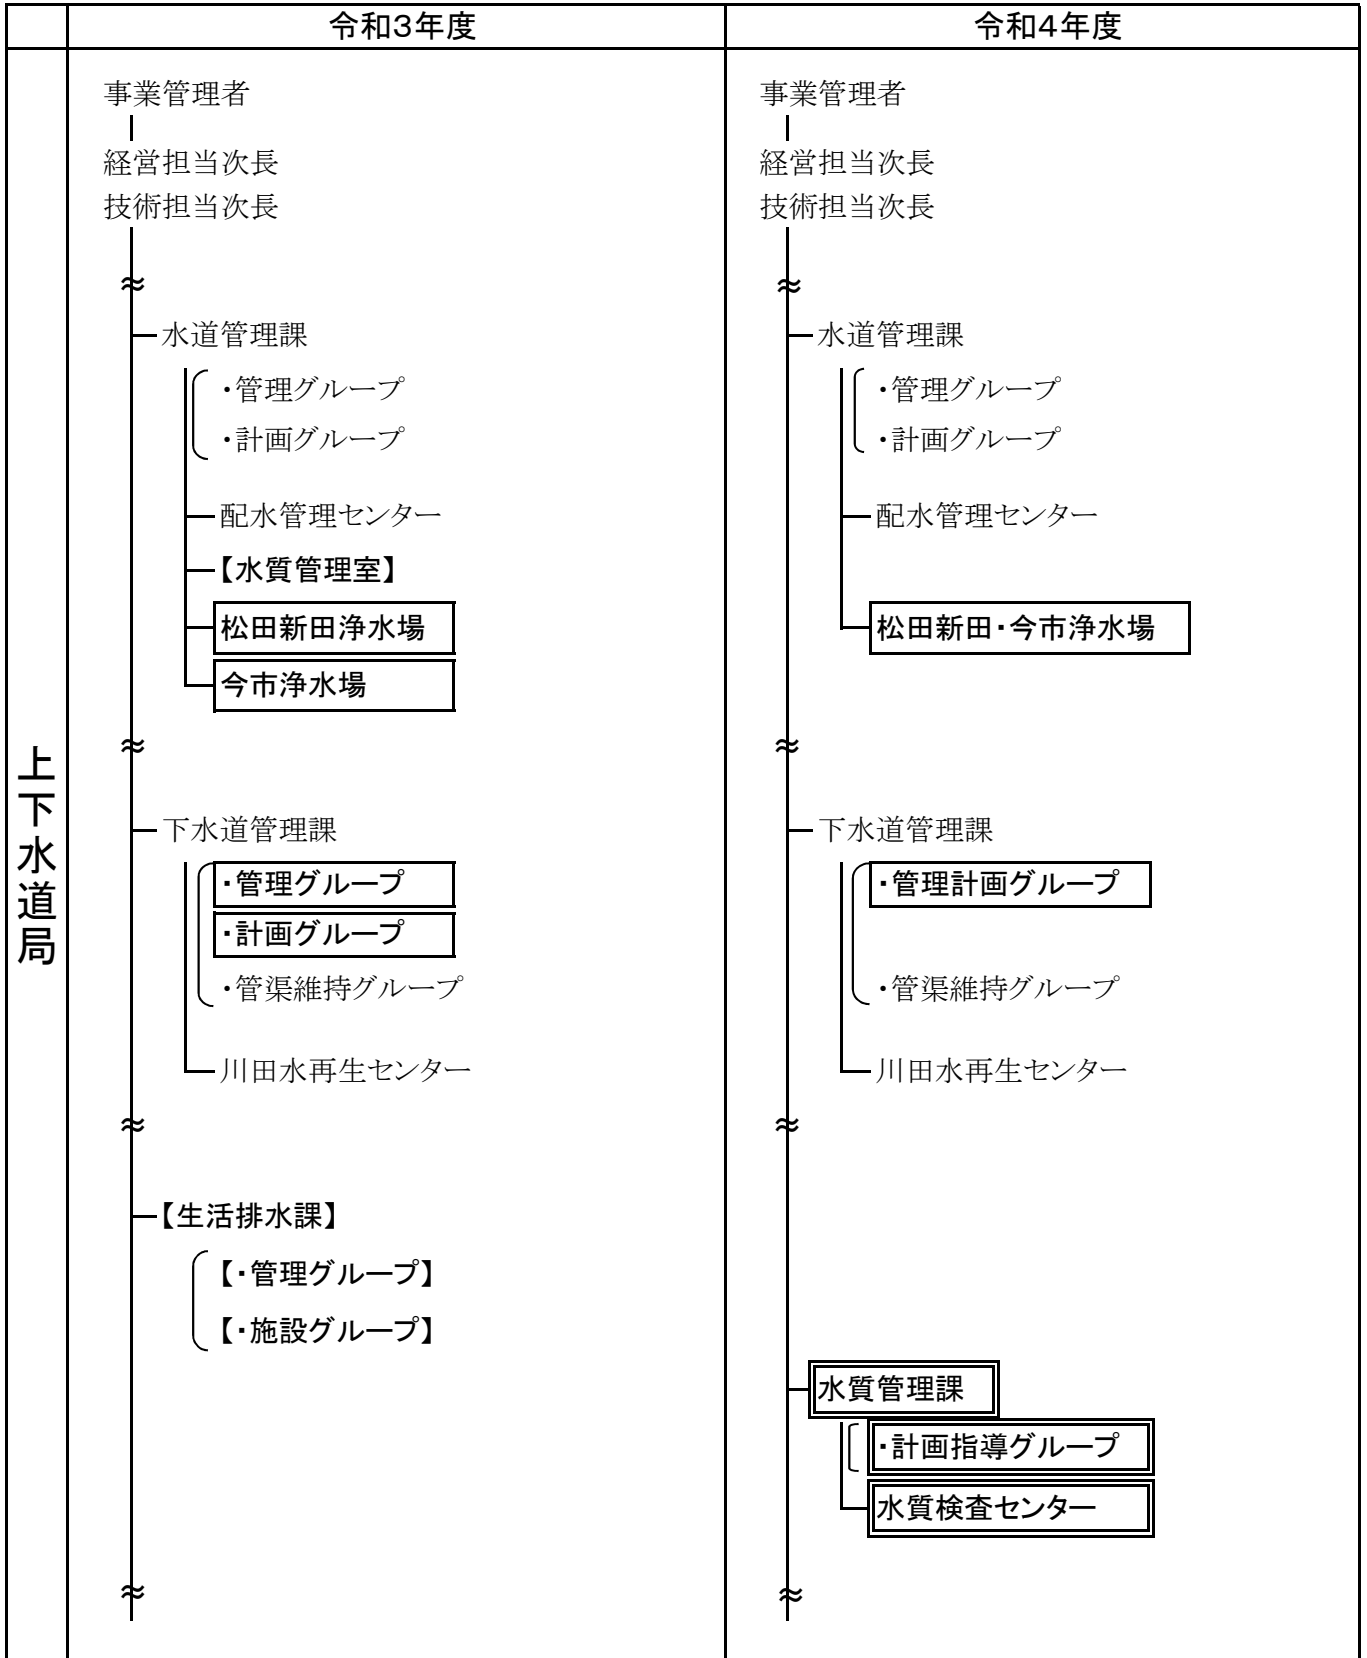 令和3年度
令和4年度
上下水道局
事業管理者
経営担当次長
技術担当次長
水道管理課
・管理グループ
・計画グループ
配水管理センター
【水質管理室】
松田新田浄水場
今市浄水場
下水道管理課
・管理グループ
・計画グループ
・管渠維持グループ
川田水再生センター
【生活排水課】
【・管理グループ】
【・施設グループ】
事業管理者
経営担当次長
技術担当次長
水道管理課
・管理グループ
・計画グループ
配水管理センター
松田新田・今市浄水場
下水道管理課
・管理計画グループ
・管渠維持グループ
川田水再生センター
水質管理課
・計画指導グループ
水質検査センター